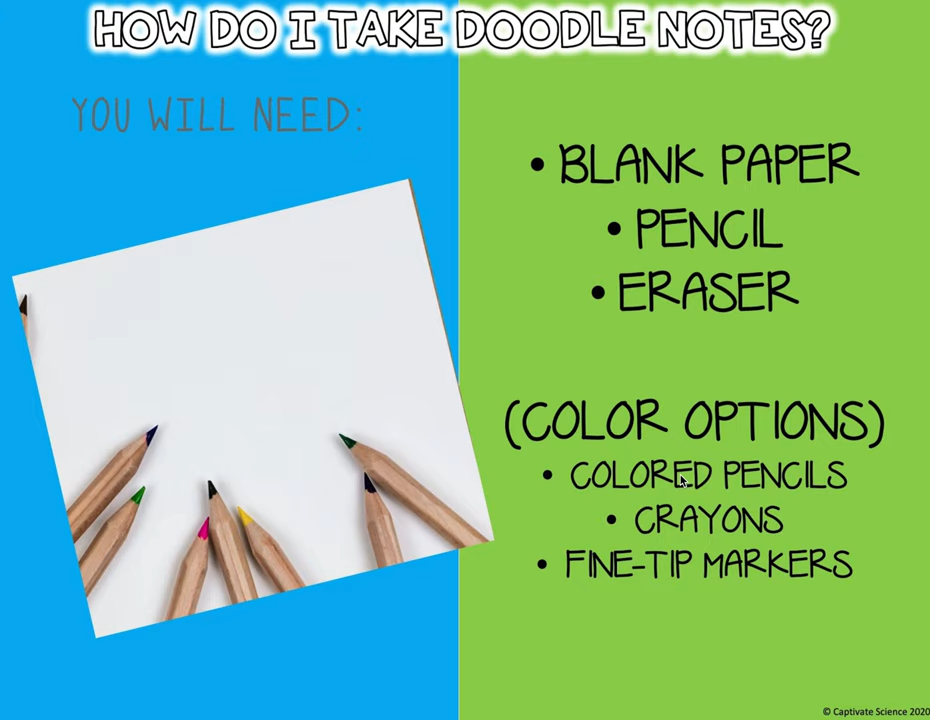 HOW DO I TAKE DOODLE NOTES?
YOU WILL NEED:
• BLANK PAPER
• PENCIL
• ERASER
(COLOR OPTIONS)
• COLORED PENCILS
• CRAYONS
• FINE-TIP MARKERS
© Captivate Science 2020